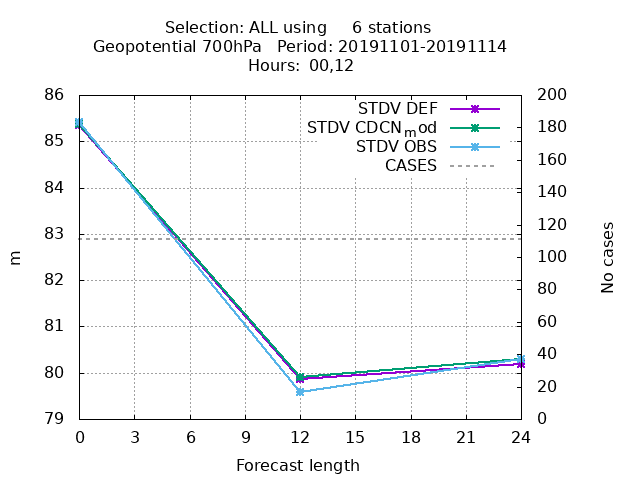 Selection: ALL using     6 stations
Geopotential 700hPa   Period: 20191101-20191114
Hours:  00,12
STDV DEF
STDV CDCNmod
STDV OBS
CASES
86
85
84
83
82
81
80
79
m
200
180
160
140
120
100
80
60
40
20
0
No cases
0 3 6 9 12 15 18 21 24
Forecast length